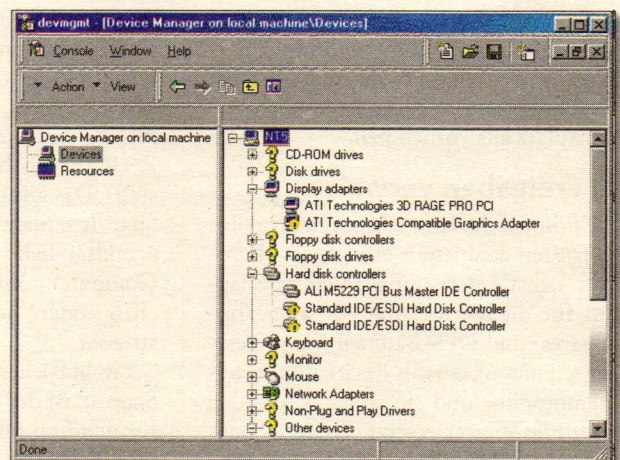 devmgmt - [Device Manager on local machine\Devices]
Console Window Help
Action View
Device Manager on local machine
Devices
Resources
NT5
CD-ROM drives
Disk drives
Display adapters
ATI Technologies 3D RAGE PRO PCI
ATI Technologies Compatible Graphics Adapter
Floppy disk controllers
Floppy disk drives
Hard disk controllers
ALi M5229 PCI Bus Master IDE Controller
Standard IDE/ESDI Hard Disk Controller
Standard IDE/ESDI Hard Disk Controller
Keyboard
Monitor
Mouse
Network Adapters
Non-Plug and Play Drivers
Other devices
Done